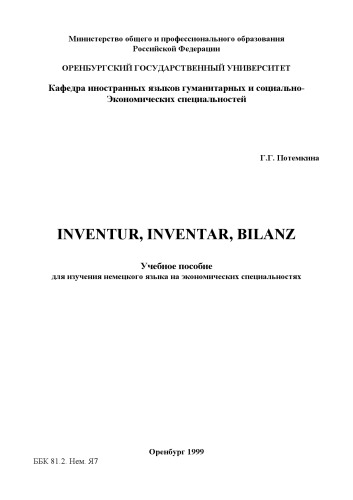 Министерство общего и профессионального образования
Российской Федерации
ОРЕНБУРГСКИЙ ГОСУДАРСТВЕННЫЙ УНИВЕРСИТЕТ
Кафедра иностранных языков гуманитарных и социально-
Экономических специальностей
Г.Г. Потемкина
INVENTUR, INVENTAR, BILANZ
Учебное пособие
для изучения немецкого языка на экономических специальностях
Оренбург 1999
ББК 81.2. Нем. Я7